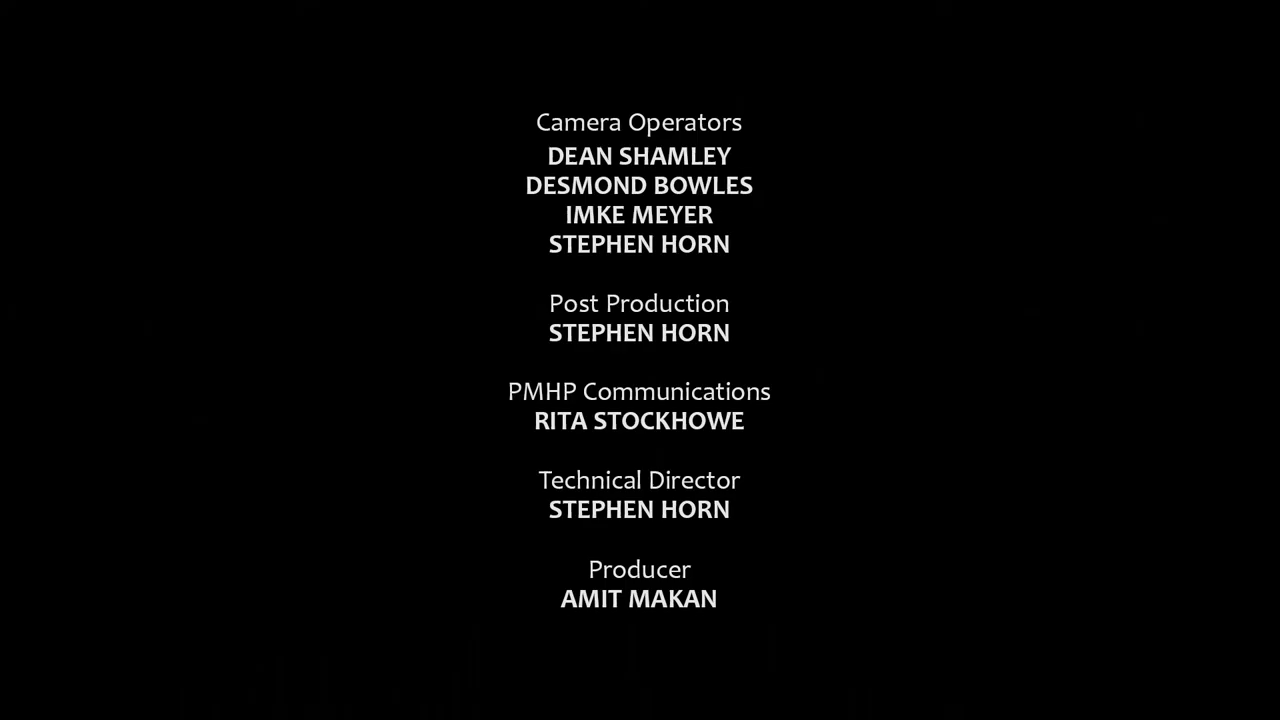 Camera Operators
DEAN SHAMLEY
DESMOND BOWLES
IMKE MEYER
STEPHEN HORN
Post Production
STEPHEN HORN
PMHP Communications
RITA STOCKHOWE
Technical Director
STEPHEN HORN
Producer
AMIT MAKAN